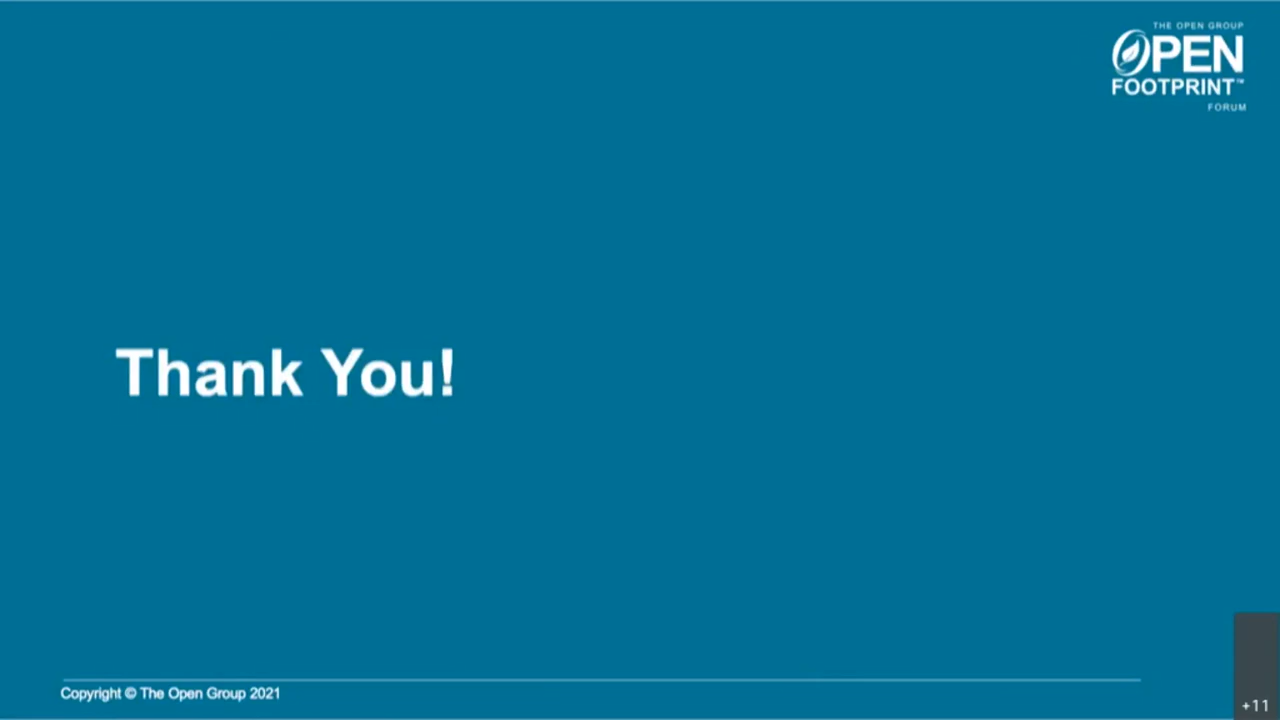 THE OPEN GROUP
OPEN
FOOTPRINT™
FORUM
Thank You!
Copyright © The Open Group 2021
+11